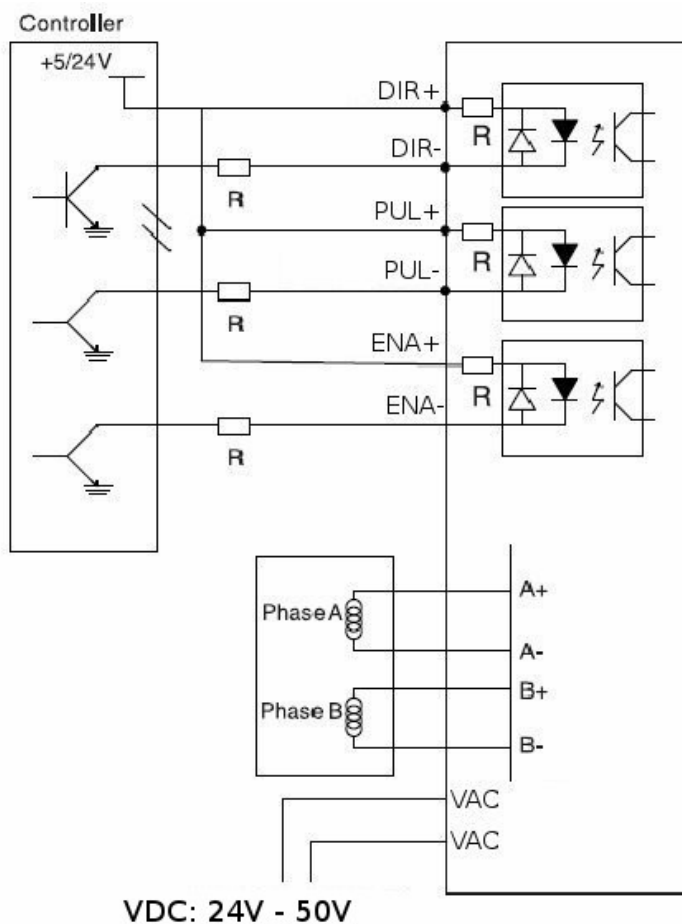 Controller
+5/24V
DIR+
R
DIR-
R
PUL+
R
PUL-
R
ENA+
R
ENA-
R
Phase A
A+
A-
Phase B
B+
B-
VAC
VAC
VDC: 24V - 50V